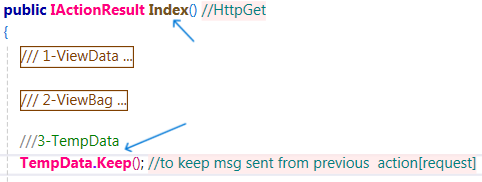 public IActionResult Index() //HttpGet
{
/// 1-ViewData ...
/// 2-ViewBag ...
///3-TempData
TempData.Keep(); //to keep msg sent from previous action[request]